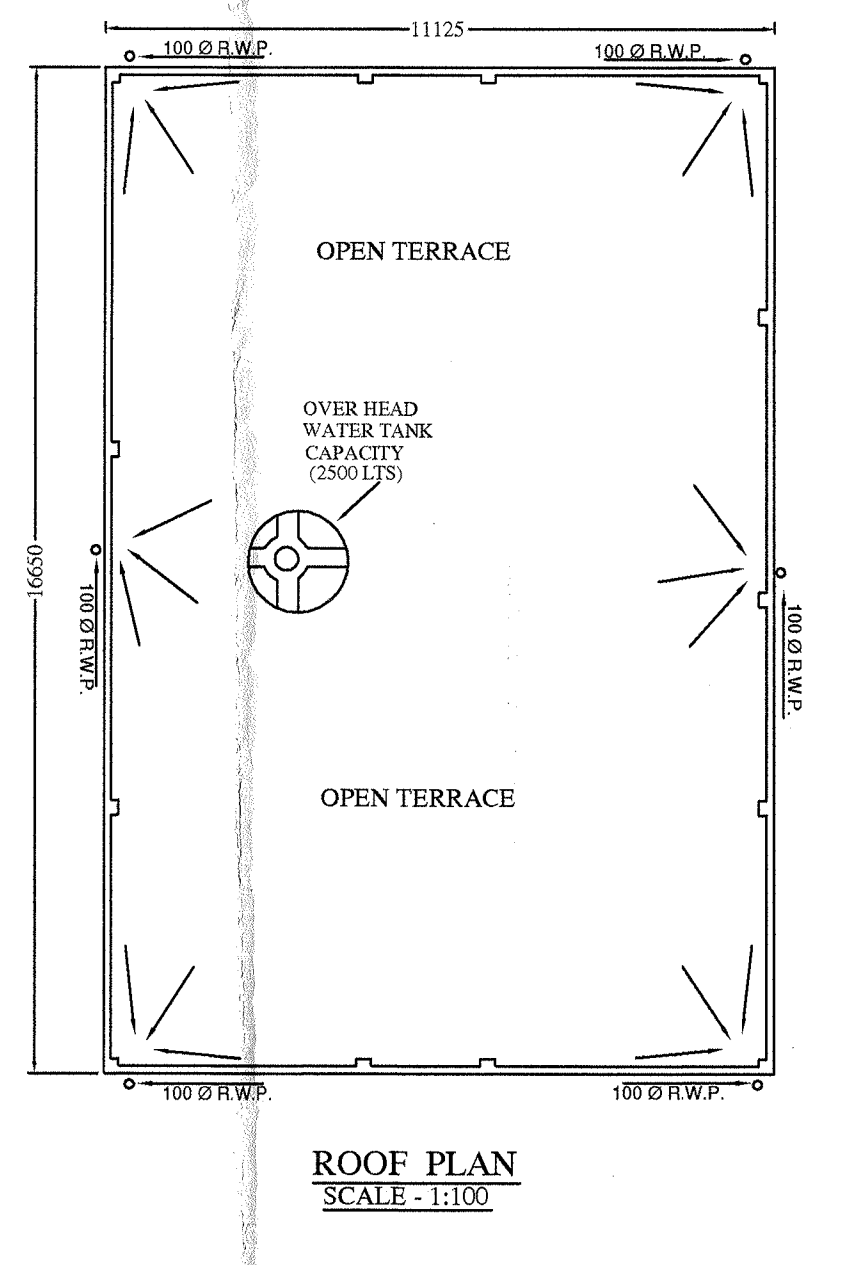 11125
100 Ø R.W.P.
100 Ø R.W.P.
OPEN TERRACE
OVER HEAD
WATER TANK
CAPACITY
(2500 LTS)
16650
100 Ø R.W.P.
100 Ø R.W.P.
OPEN TERRACE
100 Ø R.W.P.
100 Ø R.W.P.
ROOF PLAN
SCALE - 1:100